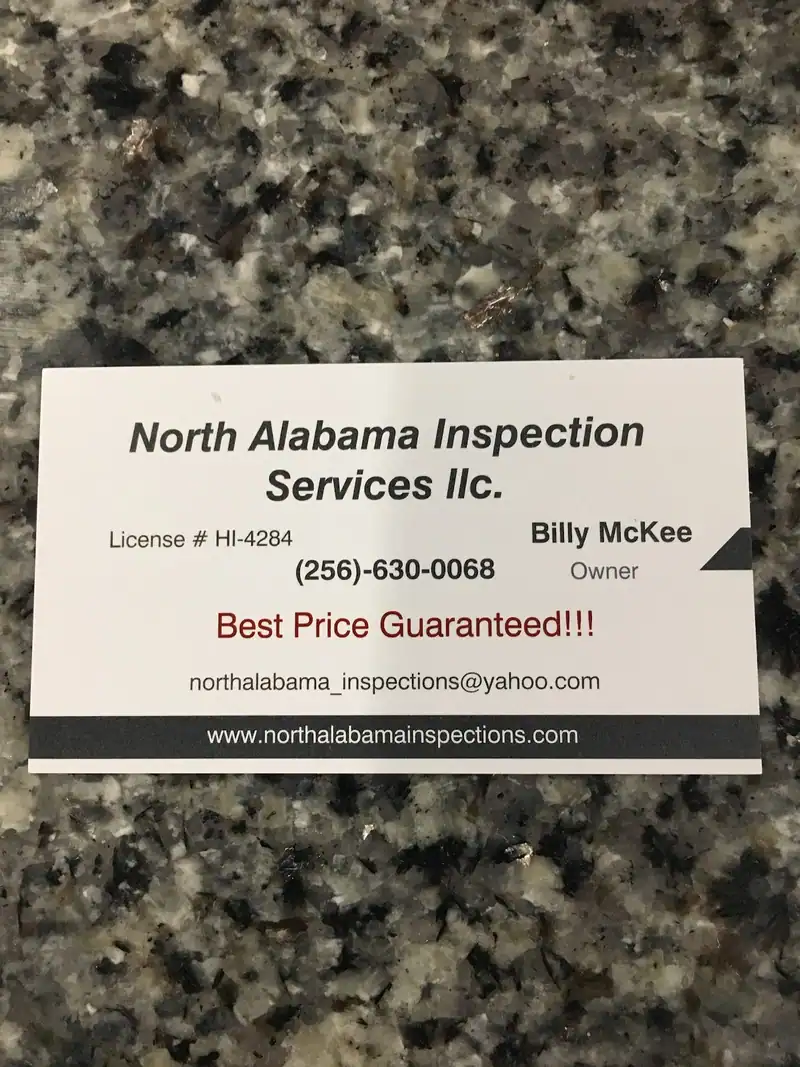 North Alabama Inspection
Services llc.
License # HI-4284
Billy McKee
(256)-630-0068
Owner
Best Price Guaranteed!!!
northalabama_inspections@yahoo.com
www.northalabamainspections.com